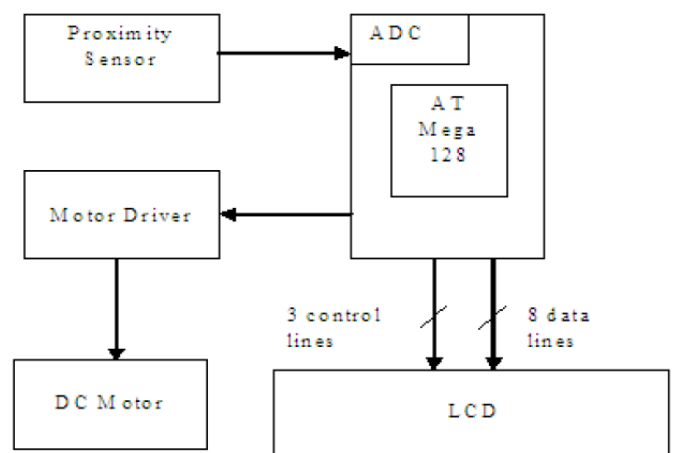 Proximity
Sensor
ADC
AT
Mega
128
Motor Driver
3 control
lines
8 data
lines
DC Motor
LCD